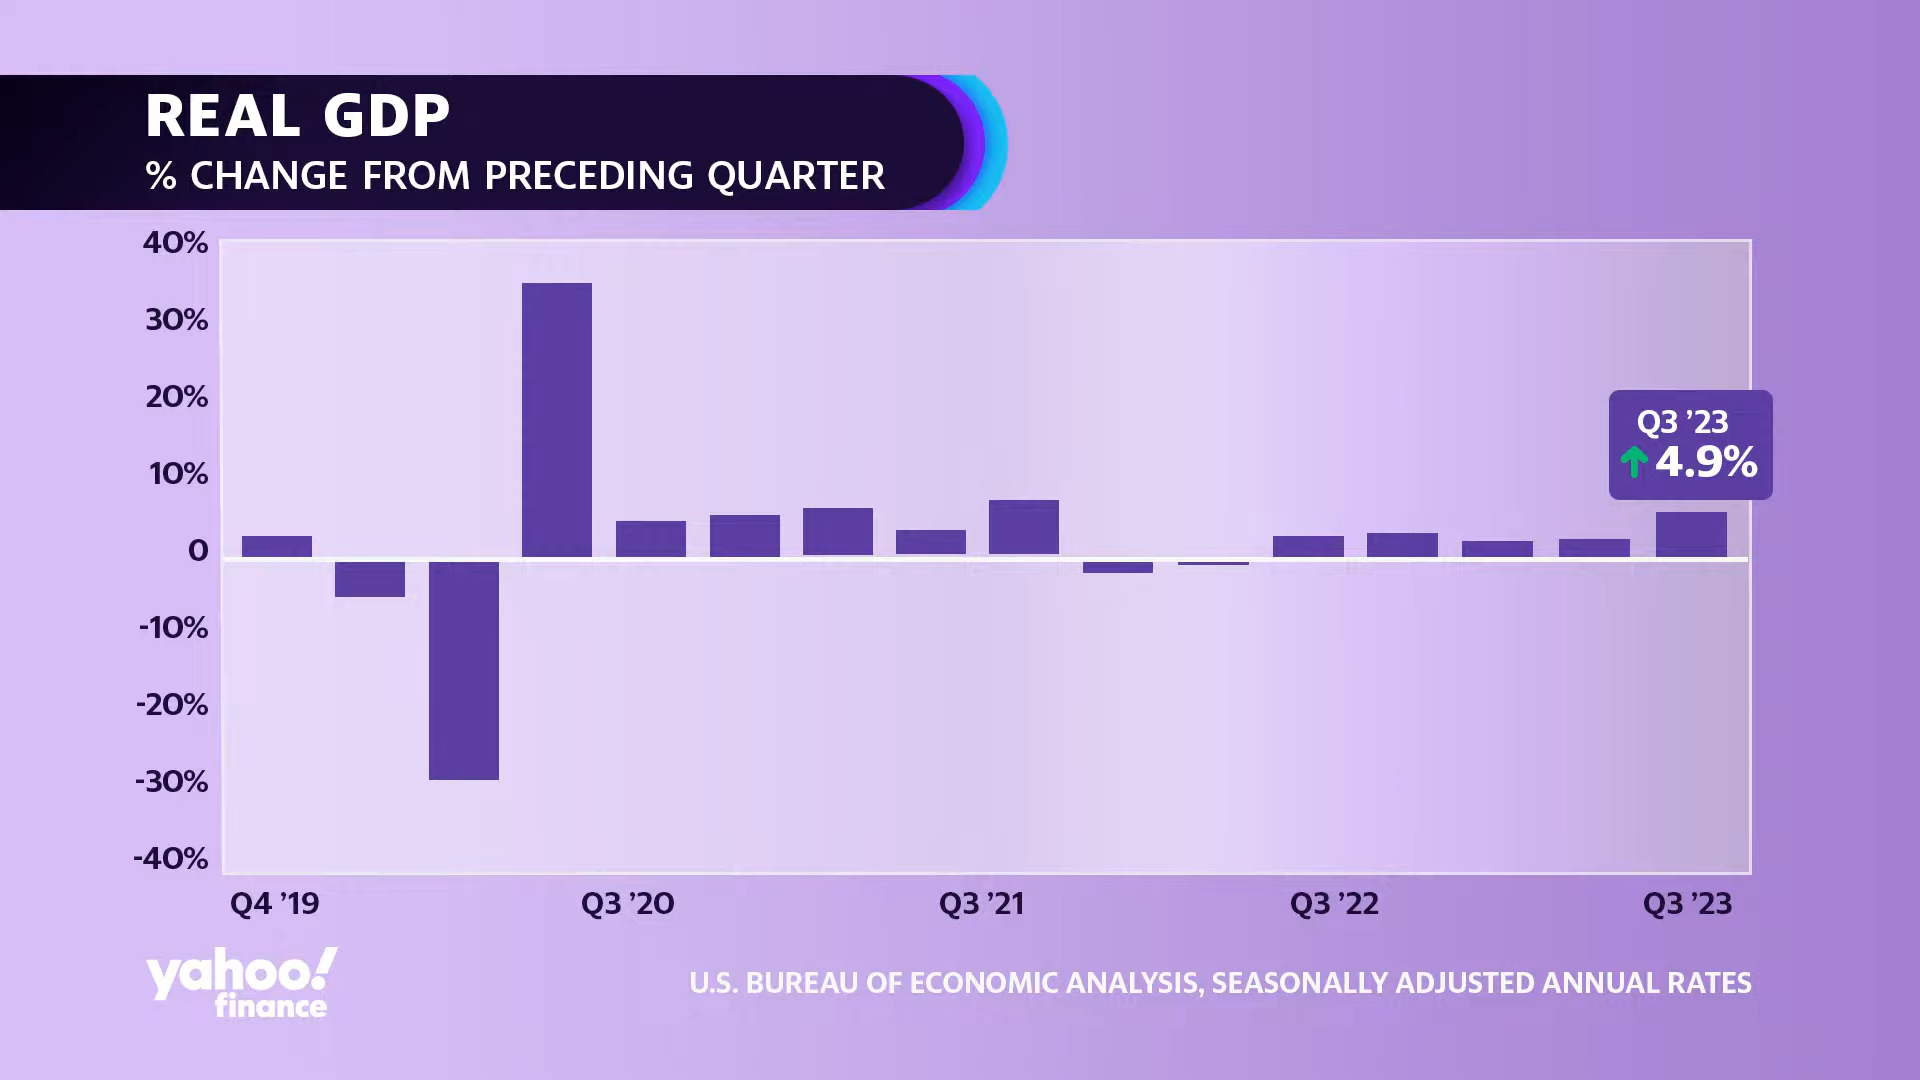 REAL GDP
% CHANGE FROM PRECEDING QUARTER
40%
30%
20%
10%
0
-10%
-20%
-30%
-40%
Q3 ’23
4.9%
Q4 ’19
Q3 ’20
Q3 ’21
Q3 ’22
Q3 ’23
yahoo!
finance
U.S. BUREAU OF ECONOMIC ANALYSIS, SEASONALLY ADJUSTED ANNUAL RATES